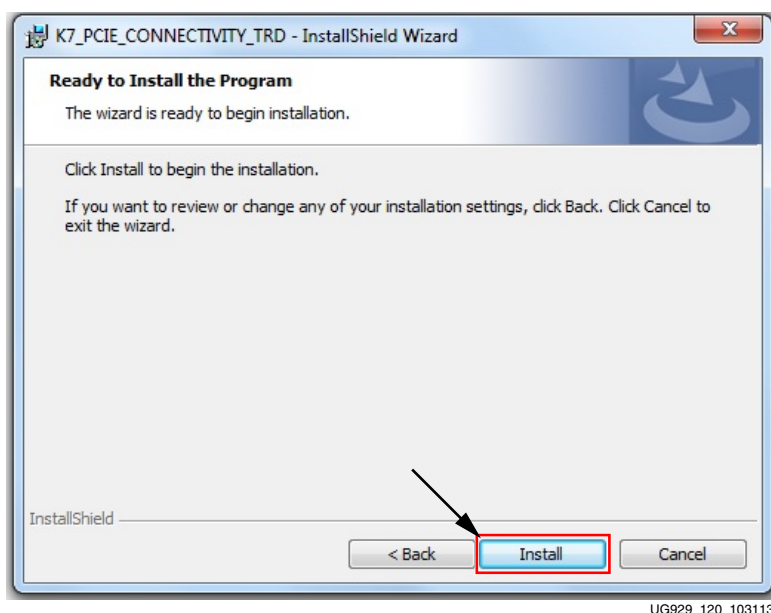 K7_PCIE_CONNECTIVITY_TRD - InstallShield Wizard
Ready to Install the Program
The wizard is ready to begin installation.
Click Install to begin the installation.
If you want to review or change any of your installation settings, click Back. Click Cancel to
exit the wizard.
InstallShield
< Back Install Cancel
UG929_120_103113